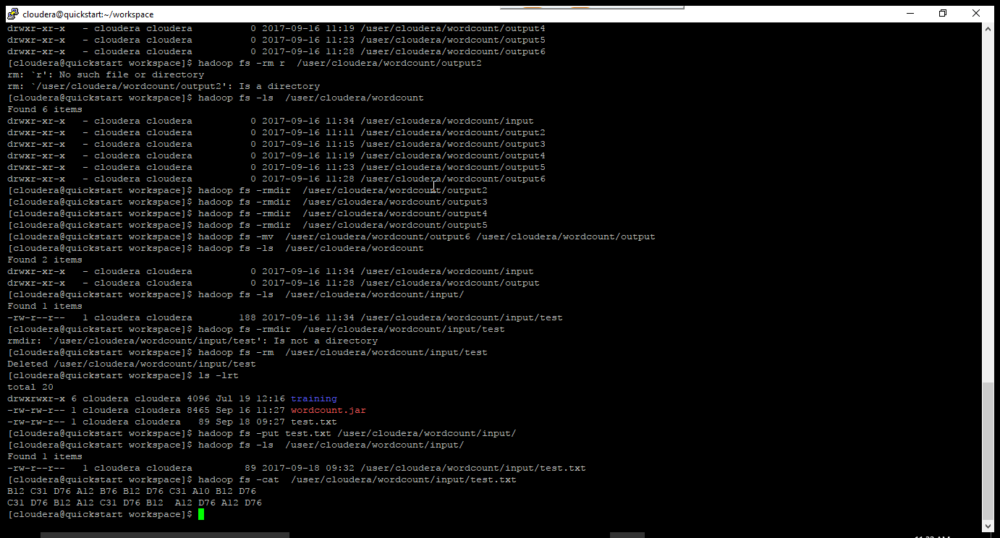 cloudera@quickstart:~/workspace
drwxr-xr-x   - cloudera cloudera          0 2017-09-16 11:19 /user/cloudera/wordcount/output4
drwxr-xr-x   - cloudera cloudera          0 2017-09-16 11:23 /user/cloudera/wordcount/output5
drwxr-xr-x   - cloudera cloudera          0 2017-09-16 11:28 /user/cloudera/wordcount/output6
[cloudera@quickstart workspace]$ hadoop fs -rm r  /user/cloudera/wordcount/output2
rm: `r': No such file or directory
rm: `/user/cloudera/wordcount/output2': Is a directory
[cloudera@quickstart workspace]$ hadoop fs -ls  /user/cloudera/wordcount
Found 6 items
drwxr-xr-x   - cloudera cloudera          0 2017-09-16 11:34 /user/cloudera/wordcount/input
drwxr-xr-x   - cloudera cloudera          0 2017-09-16 11:11 /user/cloudera/wordcount/output2
drwxr-xr-x   - cloudera cloudera          0 2017-09-16 11:15 /user/cloudera/wordcount/output3
drwxr-xr-x   - cloudera cloudera          0 2017-09-16 11:19 /user/cloudera/wordcount/output4
drwxr-xr-x   - cloudera cloudera          0 2017-09-16 11:23 /user/cloudera/wordcount/output5
drwxr-xr-x   - cloudera cloudera          0 2017-09-16 11:28 /user/cloudera/wordcount/output6
[cloudera@quickstart workspace]$ hadoop fs -rmdir  /user/cloudera/wordcount/output2
[cloudera@quickstart workspace]$ hadoop fs -rmdir  /user/cloudera/wordcount/output3
[cloudera@quickstart workspace]$ hadoop fs -rmdir  /user/cloudera/wordcount/output4
[cloudera@quickstart workspace]$ hadoop fs -rmdir  /user/cloudera/wordcount/output5
[cloudera@quickstart workspace]$ hadoop fs -mv  /user/cloudera/wordcount/output6 /user/cloudera/wordcount/output
[cloudera@quickstart workspace]$ hadoop fs -ls  /user/cloudera/wordcount
Found 2 items
drwxr-xr-x   - cloudera cloudera          0 2017-09-16 11:34 /user/cloudera/wordcount/input
drwxr-xr-x   - cloudera cloudera          0 2017-09-16 11:28 /user/cloudera/wordcount/output
[cloudera@quickstart workspace]$ hadoop fs -ls  /user/cloudera/wordcount/input/
Found 1 items
-rw-r--r--   1 cloudera cloudera        188 2017-09-16 11:34 /user/cloudera/wordcount/input/test
[cloudera@quickstart workspace]$ hadoop fs -rmdir  /user/cloudera/wordcount/input/test
rmdir: `/user/cloudera/wordcount/input/test': Is not a directory
[cloudera@quickstart workspace]$ hadoop fs -rm  /user/cloudera/wordcount/input/test
Deleted /user/cloudera/wordcount/input/test
[cloudera@quickstart workspace]$ ls -lrt
total 20
drwxrwxr-x 6 cloudera cloudera 4096 Jul 19 12:16 training
-rw-rw-r-- 1 cloudera cloudera 8465 Sep 16 11:27 wordcount.jar
-rw-rw-r-- 1 cloudera cloudera   89 Sep 18 09:27 test.txt
[cloudera@quickstart workspace]$ hadoop fs -put test.txt /user/cloudera/wordcount/input/
[cloudera@quickstart workspace]$ hadoop fs -ls  /user/cloudera/wordcount/input/
Found 1 items
-rw-r--r--   1 cloudera cloudera         89 2017-09-18 09:32 /user/cloudera/wordcount/input/test.txt
[cloudera@quickstart workspace]$ hadoop fs -cat  /user/cloudera/wordcount/input/test.txt
B12 C31 D76 A12 B76 B12 D76 C31 A10 B12 D76
C31 D76 B12 A12 C31 D76 B12  A12 D76 A12 D76
[cloudera@quickstart workspace]$